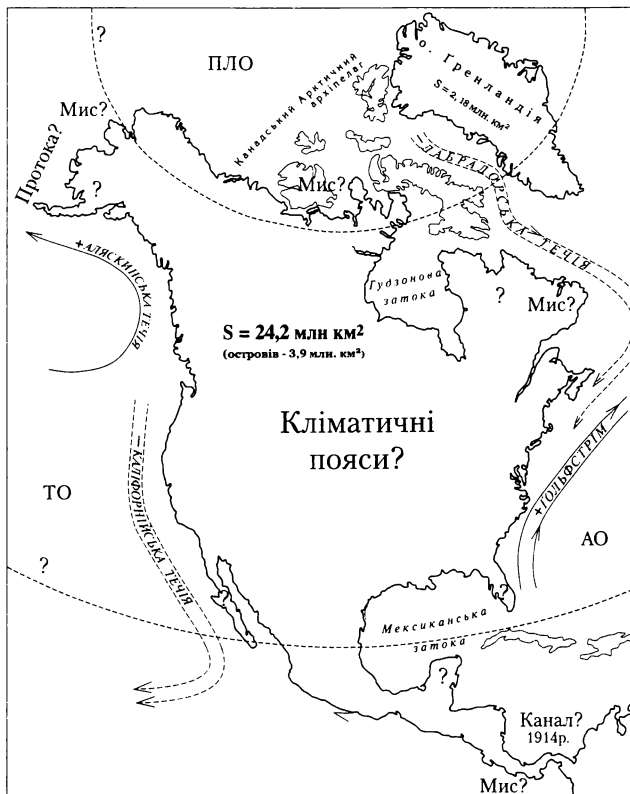 ?
ПЛО
о. Гренландія
S = 2,18 млн. км²
Канадський Арктичний
архіпелаг
Мис?
Протока?
?
Мис?
– ЛАБРАДОРСЬКА ТЕЧІЯ
+ АЛЯСКИНСЬКА ТЕЧІЯ
Гудзонова
затока
?
Мис?
S = 24,2 млн км²
(островів - 3,9 млн. км²)
Кліматичні
пояси?
– КАЛІФОРНІЙСЬКА ТЕЧІЯ
+ ГОЛЬФСТРІМ
ТО
АО
?
?
?
Мексиканська
затока
?
Канал?
1914р.
Мис?